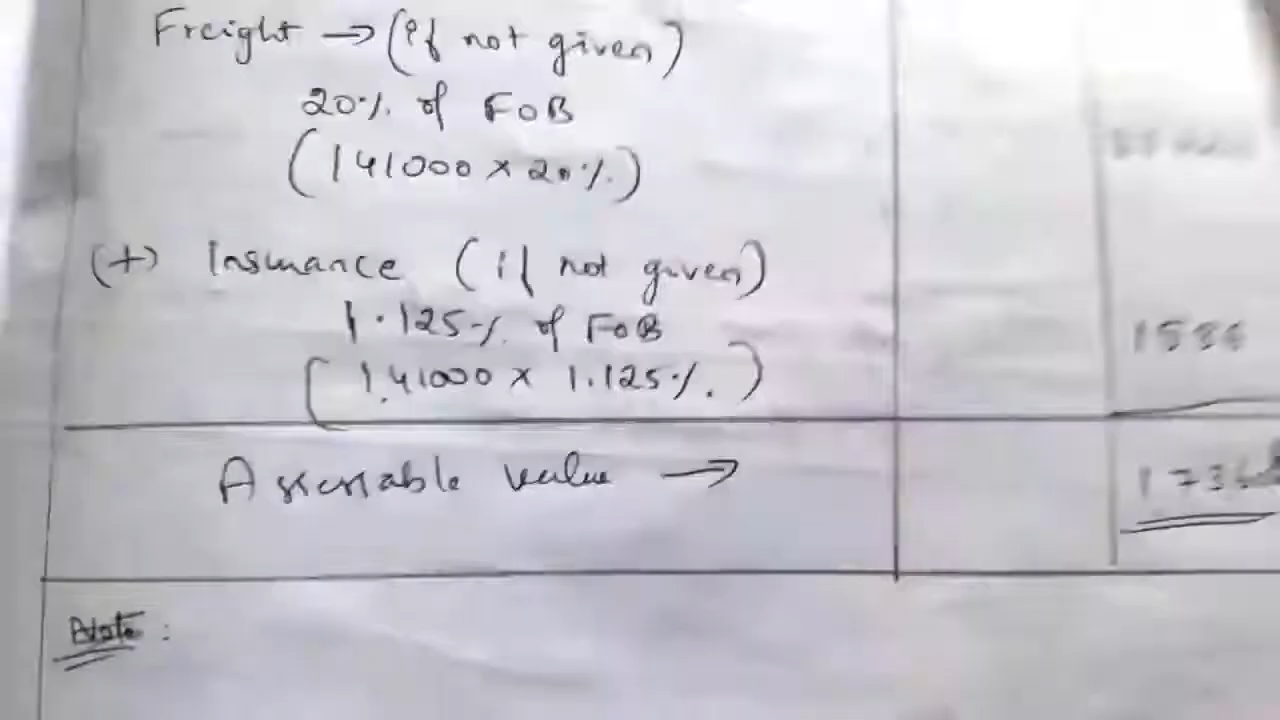 Freight → (if not given)
20% of FOB
(141000 × 20%)
(+) Insurance (if not given)
1.125% of FOB
(1,41000 × 1.125%)
1586
Assessable value →
Note: